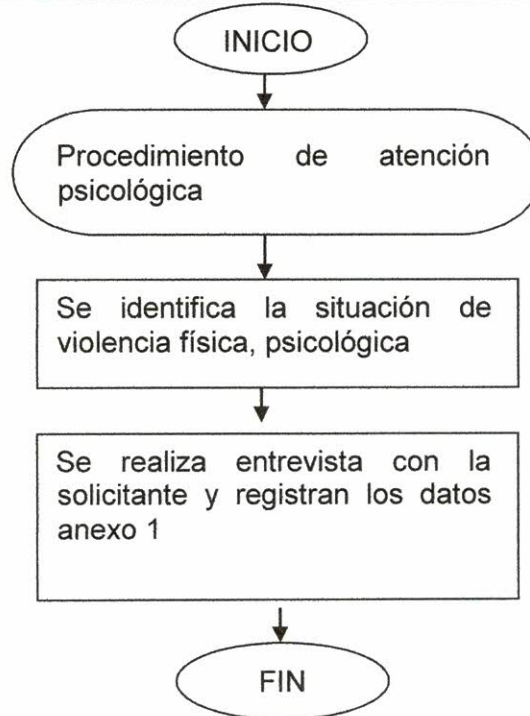 INICIO
Procedimiento de atención
psicológica
Se identifica la situación de
violencia física, psicológica
Se realiza entrevista con la
solicitante y registran los datos
anexo 1
FIN